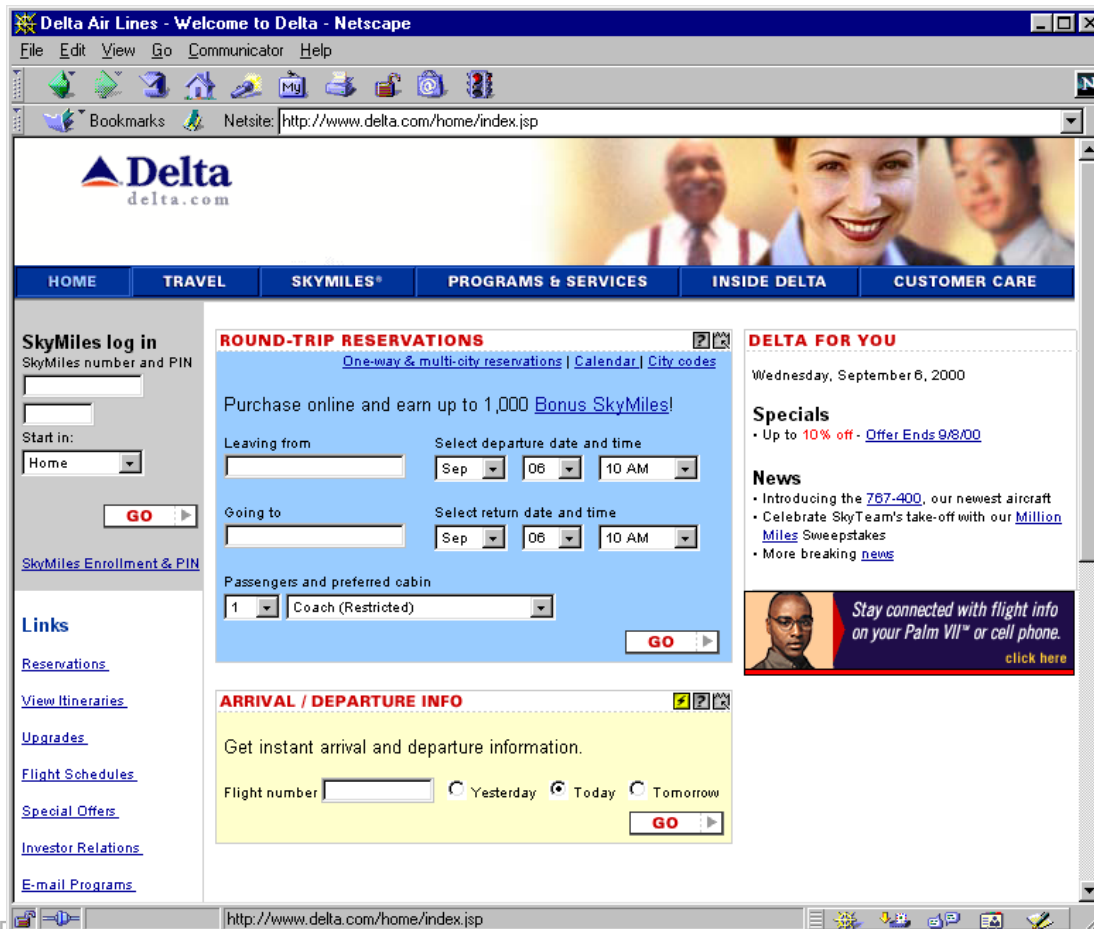 Delta Air Lines - Welcome to Delta - Netscape
File Edit View Go Communicator Help
My
N
Bookmarks Netsite: http://www.delta.com/home/index.jsp
Delta
delta.com
HOME TRAVEL SKYMILES® PROGRAMS & SERVICES INSIDE DELTA CUSTOMER CARE
SkyMiles log in
SkyMiles number and PIN
Start in:
Home
GO
SkyMiles Enrollment & PIN
Links
Reservations
View Itineraries
Upgrades
Flight Schedules
Special Offers
Investor Relations
E-mail Programs
ROUND-TRIP RESERVATIONS ?
One-way & multi-city reservations | Calendar | City codes
Purchase online and earn up to 1,000 Bonus SkyMiles!
Leaving from Select departure date and time
Sep 06 10 AM
Going to Select return date and time
Sep 06 10 AM
Passengers and preferred cabin
1 Coach (Restricted)
GO
ARRIVAL / DEPARTURE INFO ?
Get instant arrival and departure information.
Flight number Yesterday Today Tomorrow
GO
DELTA FOR YOU
Wednesday, September 6, 2000
Specials
• Up to 10% off - Offer Ends 9/8/00
News
• Introducing the 767-400, our newest aircraft
• Celebrate SkyTeam's take-off with our Million
Miles Sweepstakes
• More breaking news
Stay connected with flight info
on your Palm VII™ or cell phone.
click here
http://www.delta.com/home/index.jsp